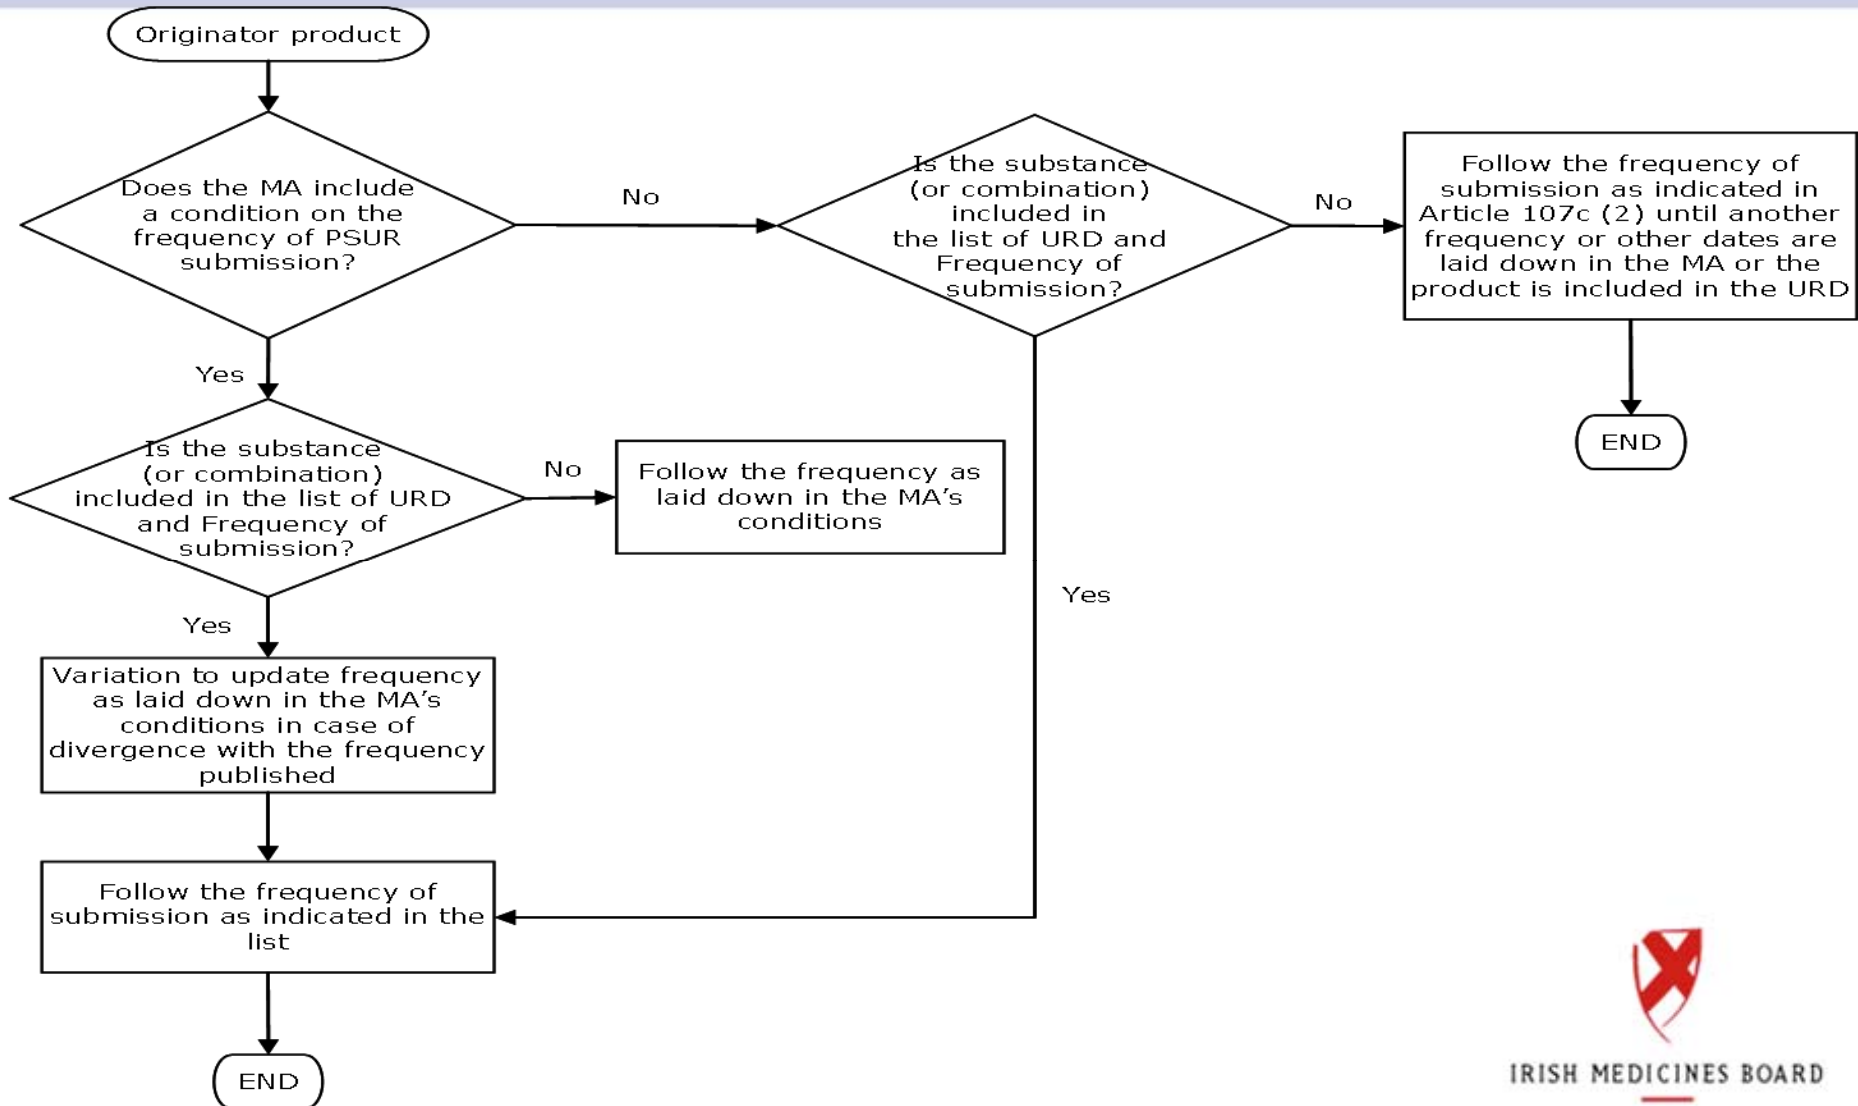 Originator product
Does the MA include
a condition on the
frequency of PSUR
submission?
No
Is the substance
(or combination)
included in
the list of URD and
Frequency of
submission?
No
Follow the frequency of
submission as indicated in
Article 107c (2) until another
frequency or other dates are
laid down in the MA or the
product is included in the URD
END
Yes
Is the substance
(or combination)
included in the list of URD
and Frequency of
submission?
No
Follow the frequency as
laid down in the MA’s
conditions
Yes
Yes
Variation to update frequency
as laid down in the MA’s
conditions in case of
divergence with the frequency
published
Follow the frequency of
submission as indicated in the
list
END
IRISH MEDICINES BOARD